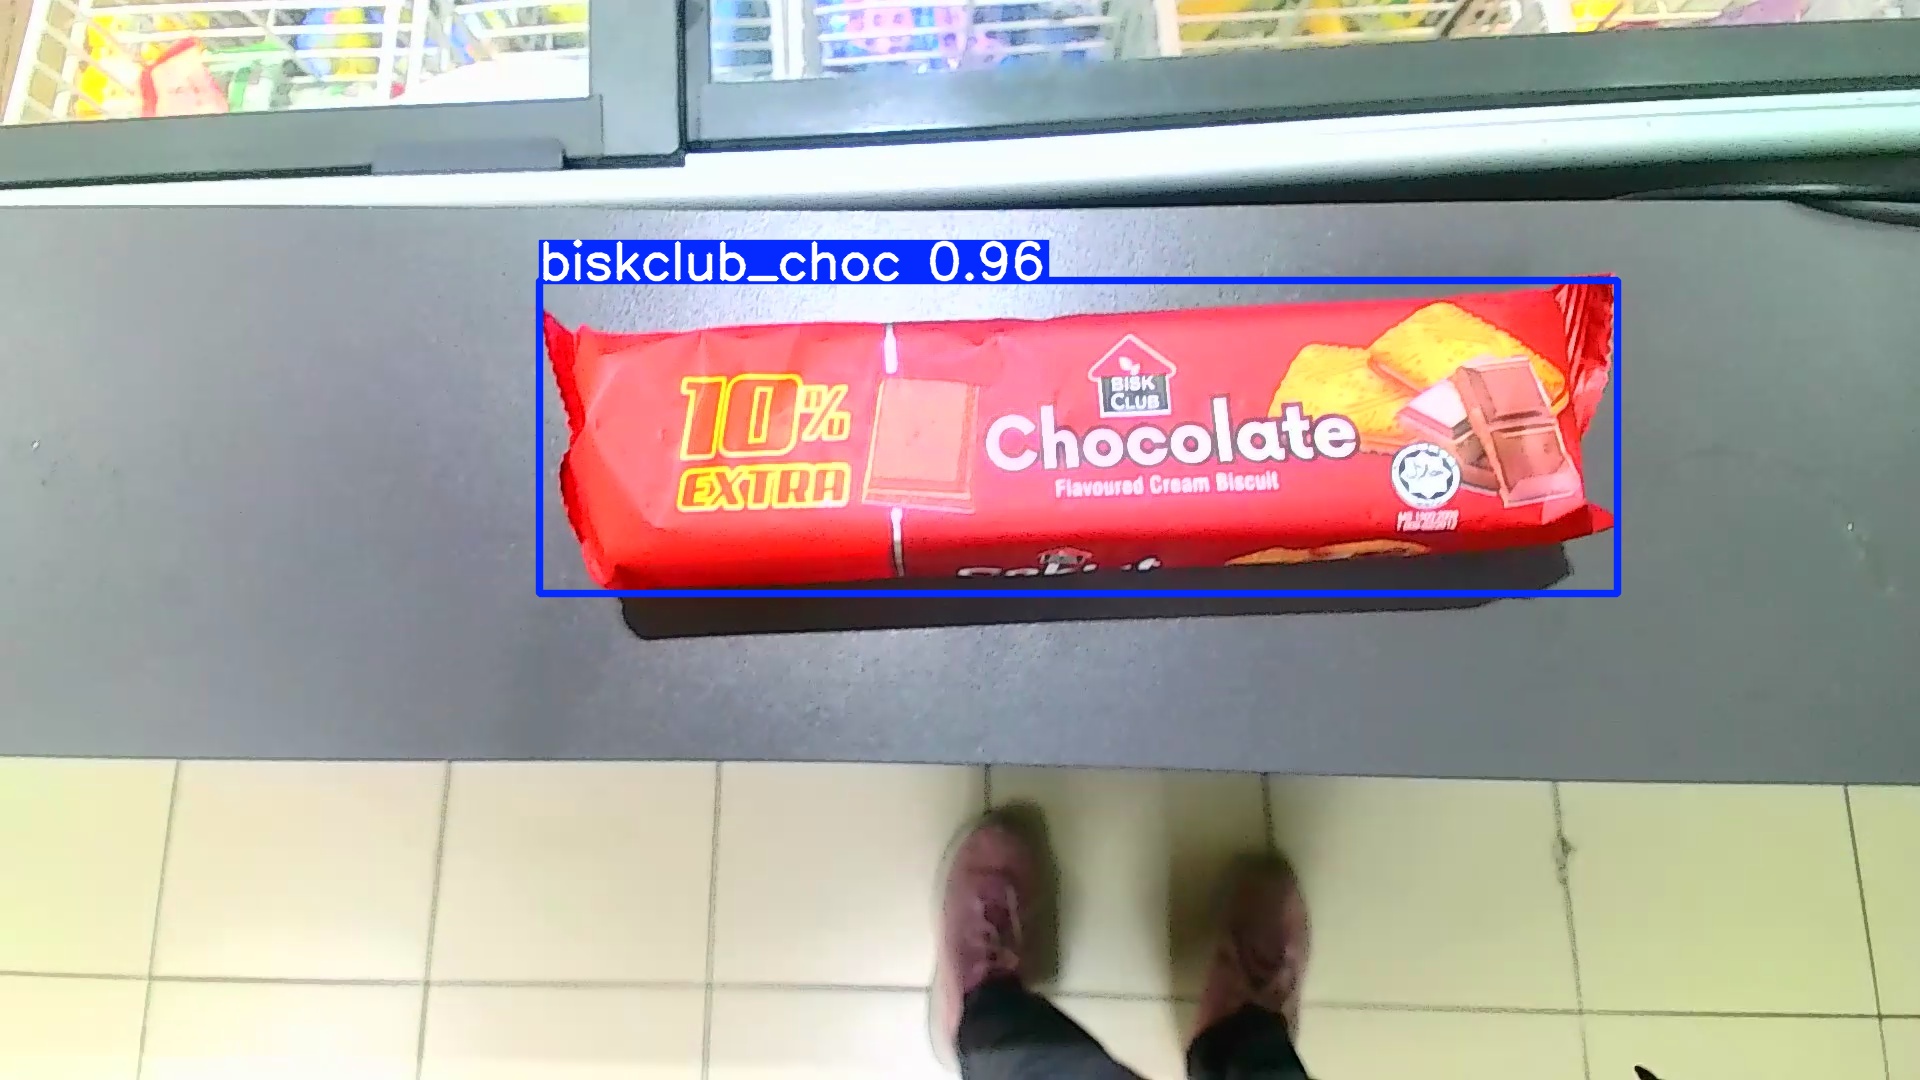 biskclub_choc 0.96
10%
EXTRA
BISK
CLUB
Chocolate
Flavoured Cream Biscuit